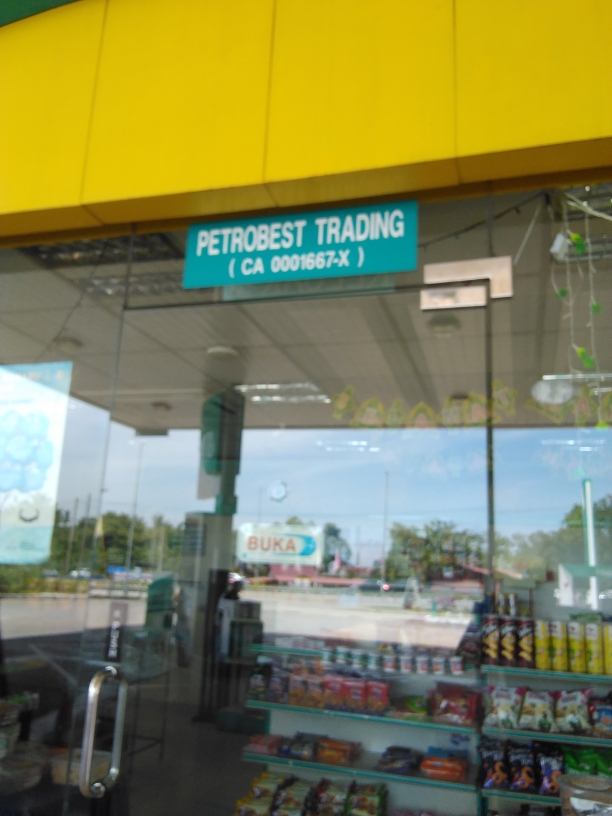 PETROBEST TRADING
( CA 0001667-X )
BUKA